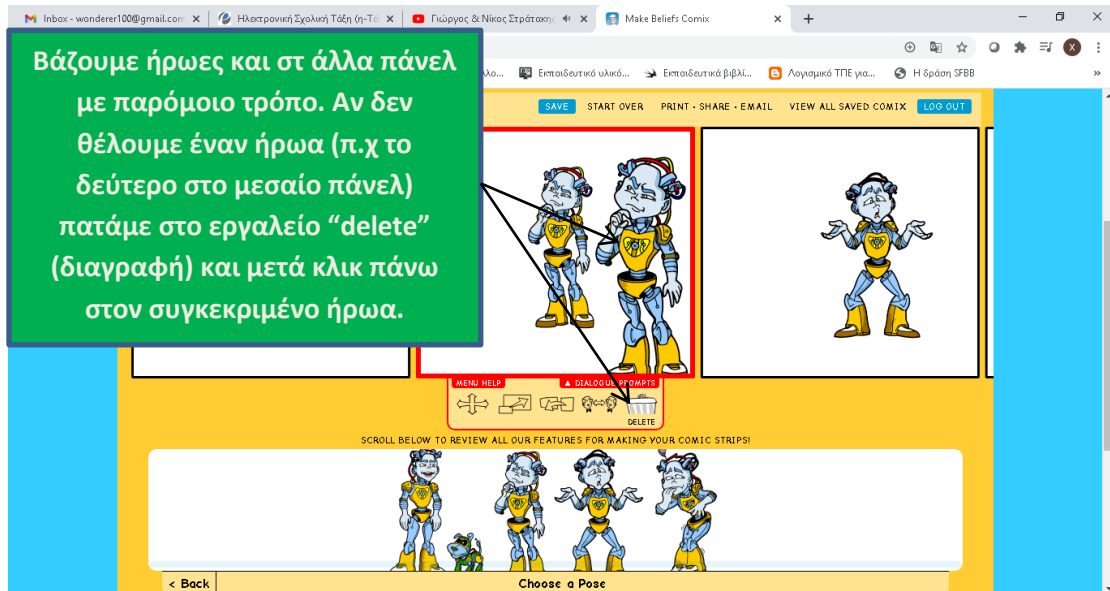 Inbox - wonderer100@gmail.com
Ηλεκτρονική Σχολική Τάξη (η-Τά
Γιώργος & Νίκος Στράτακης
Make Beliefs Comix
Βάζουμε ήρωες και στ άλλα πάνελ
με παρόμοιο τρόπο. Αν δεν
θέλουμε έναν ήρωα (π.χ το
δεύτερο στο μεσαίο πάνελ)
πατάμε στο εργαλείο “delete”
(διαγραφή) και μετά κλικ πάνω
στον συγκεκριμένο ήρωα.
X
Εκπαιδευτικό υλικό...
Εκπαιδευτικά βιβλί...
Λογισμικό ΤΠΕ για...
Η δράση SFBB
»
SAVE START OVER PRINT • SHARE • EMAIL VIEW ALL SAVED COMIX LOG OUT
MENU HELP ▲ DIALOGUE PROMPTS
DELETE
SCROLL BELOW TO REVIEW ALL OUR FEATURES FOR MAKING YOUR COMIC STRIPS!
< Back Choose a Pose